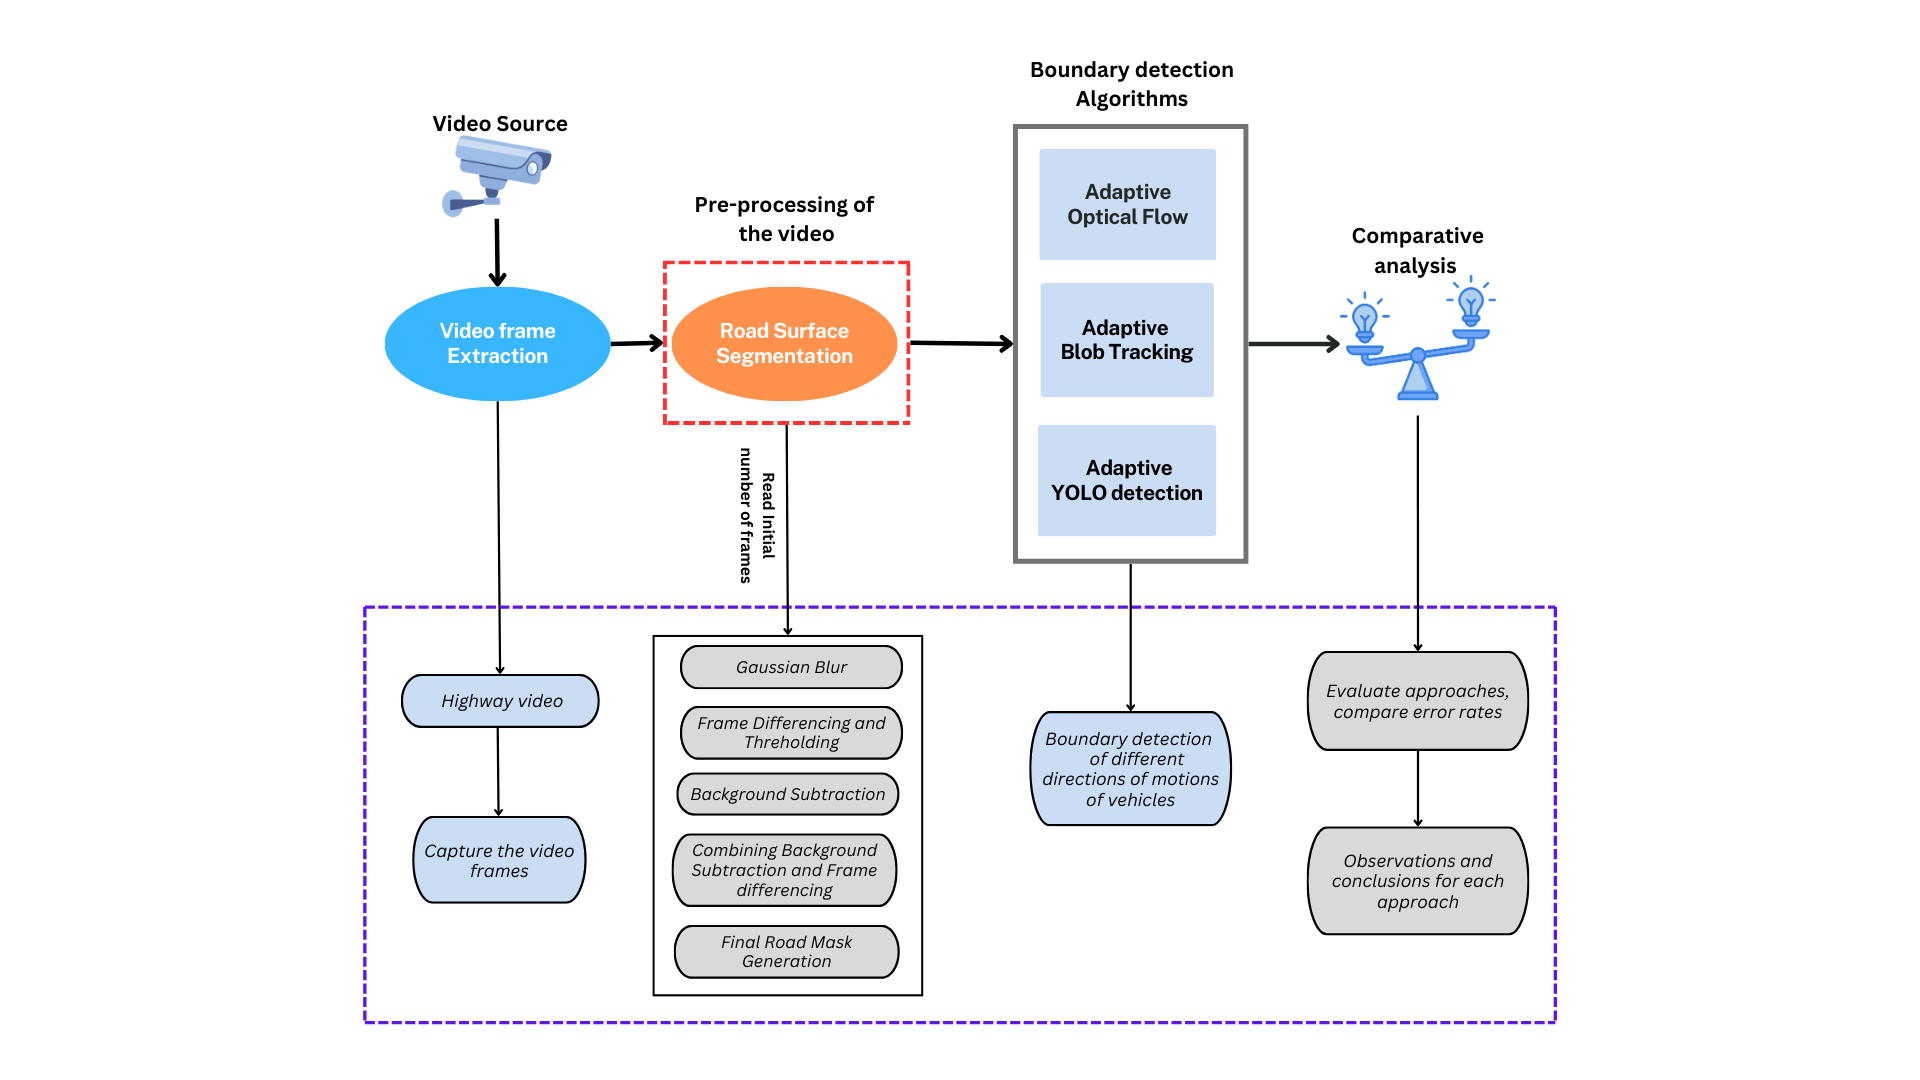 Boundary detection
Algorithms
Video Source
Pre-processing of
the video
Comparative
analysis
Video frame
Extraction
Road Surface
Segmentation
Adaptive
Optical Flow
Adaptive
Blob Tracking
Adaptive
YOLO detection
Read Initial
number of frames
Highway video
Capture the video
frames
Gaussian Blur
Frame Differencing and
Threholding
Background Subtraction
Combining Background
Subtraction and Frame
differencing
Final Road Mask
Generation
Boundary detection
of different
directions of motions
of vehicles
Evaluate approaches,
compare error rates
Observations and
conclusions for each
approach